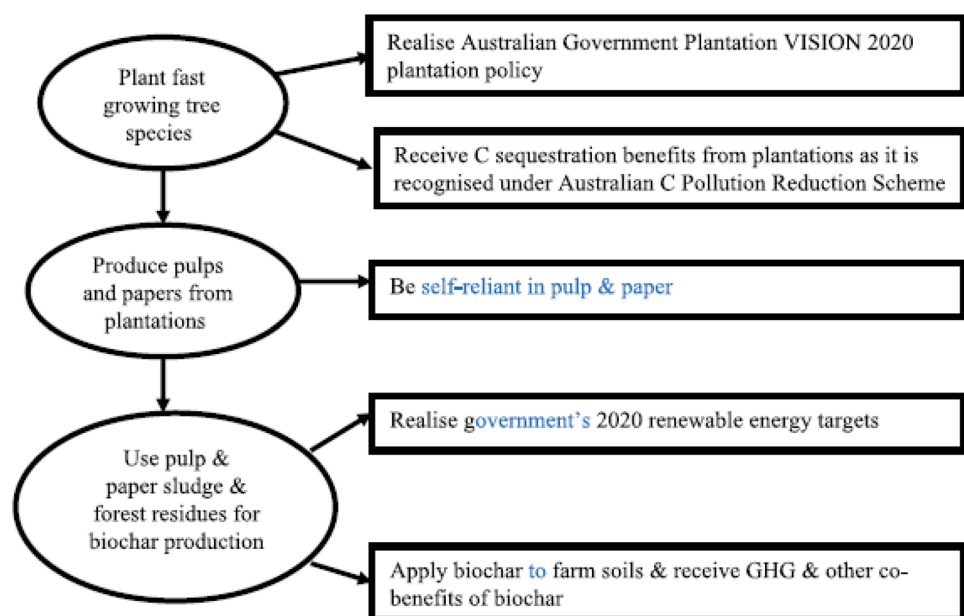 Plant fast
growing tree
species
Realise Australian Government Plantation VISION 2020
plantation policy
Receive C sequestration benefits from plantations as it is
recognised under Australian C Pollution Reduction Scheme
Produce pulps
and papers from
plantations
Be self-reliant in pulp & paper
Use pulp &
paper sludge &
forest residues for
biochar production
Realise government’s 2020 renewable energy targets
Apply biochar to farm soils & receive GHG & other co-
benefits of biochar